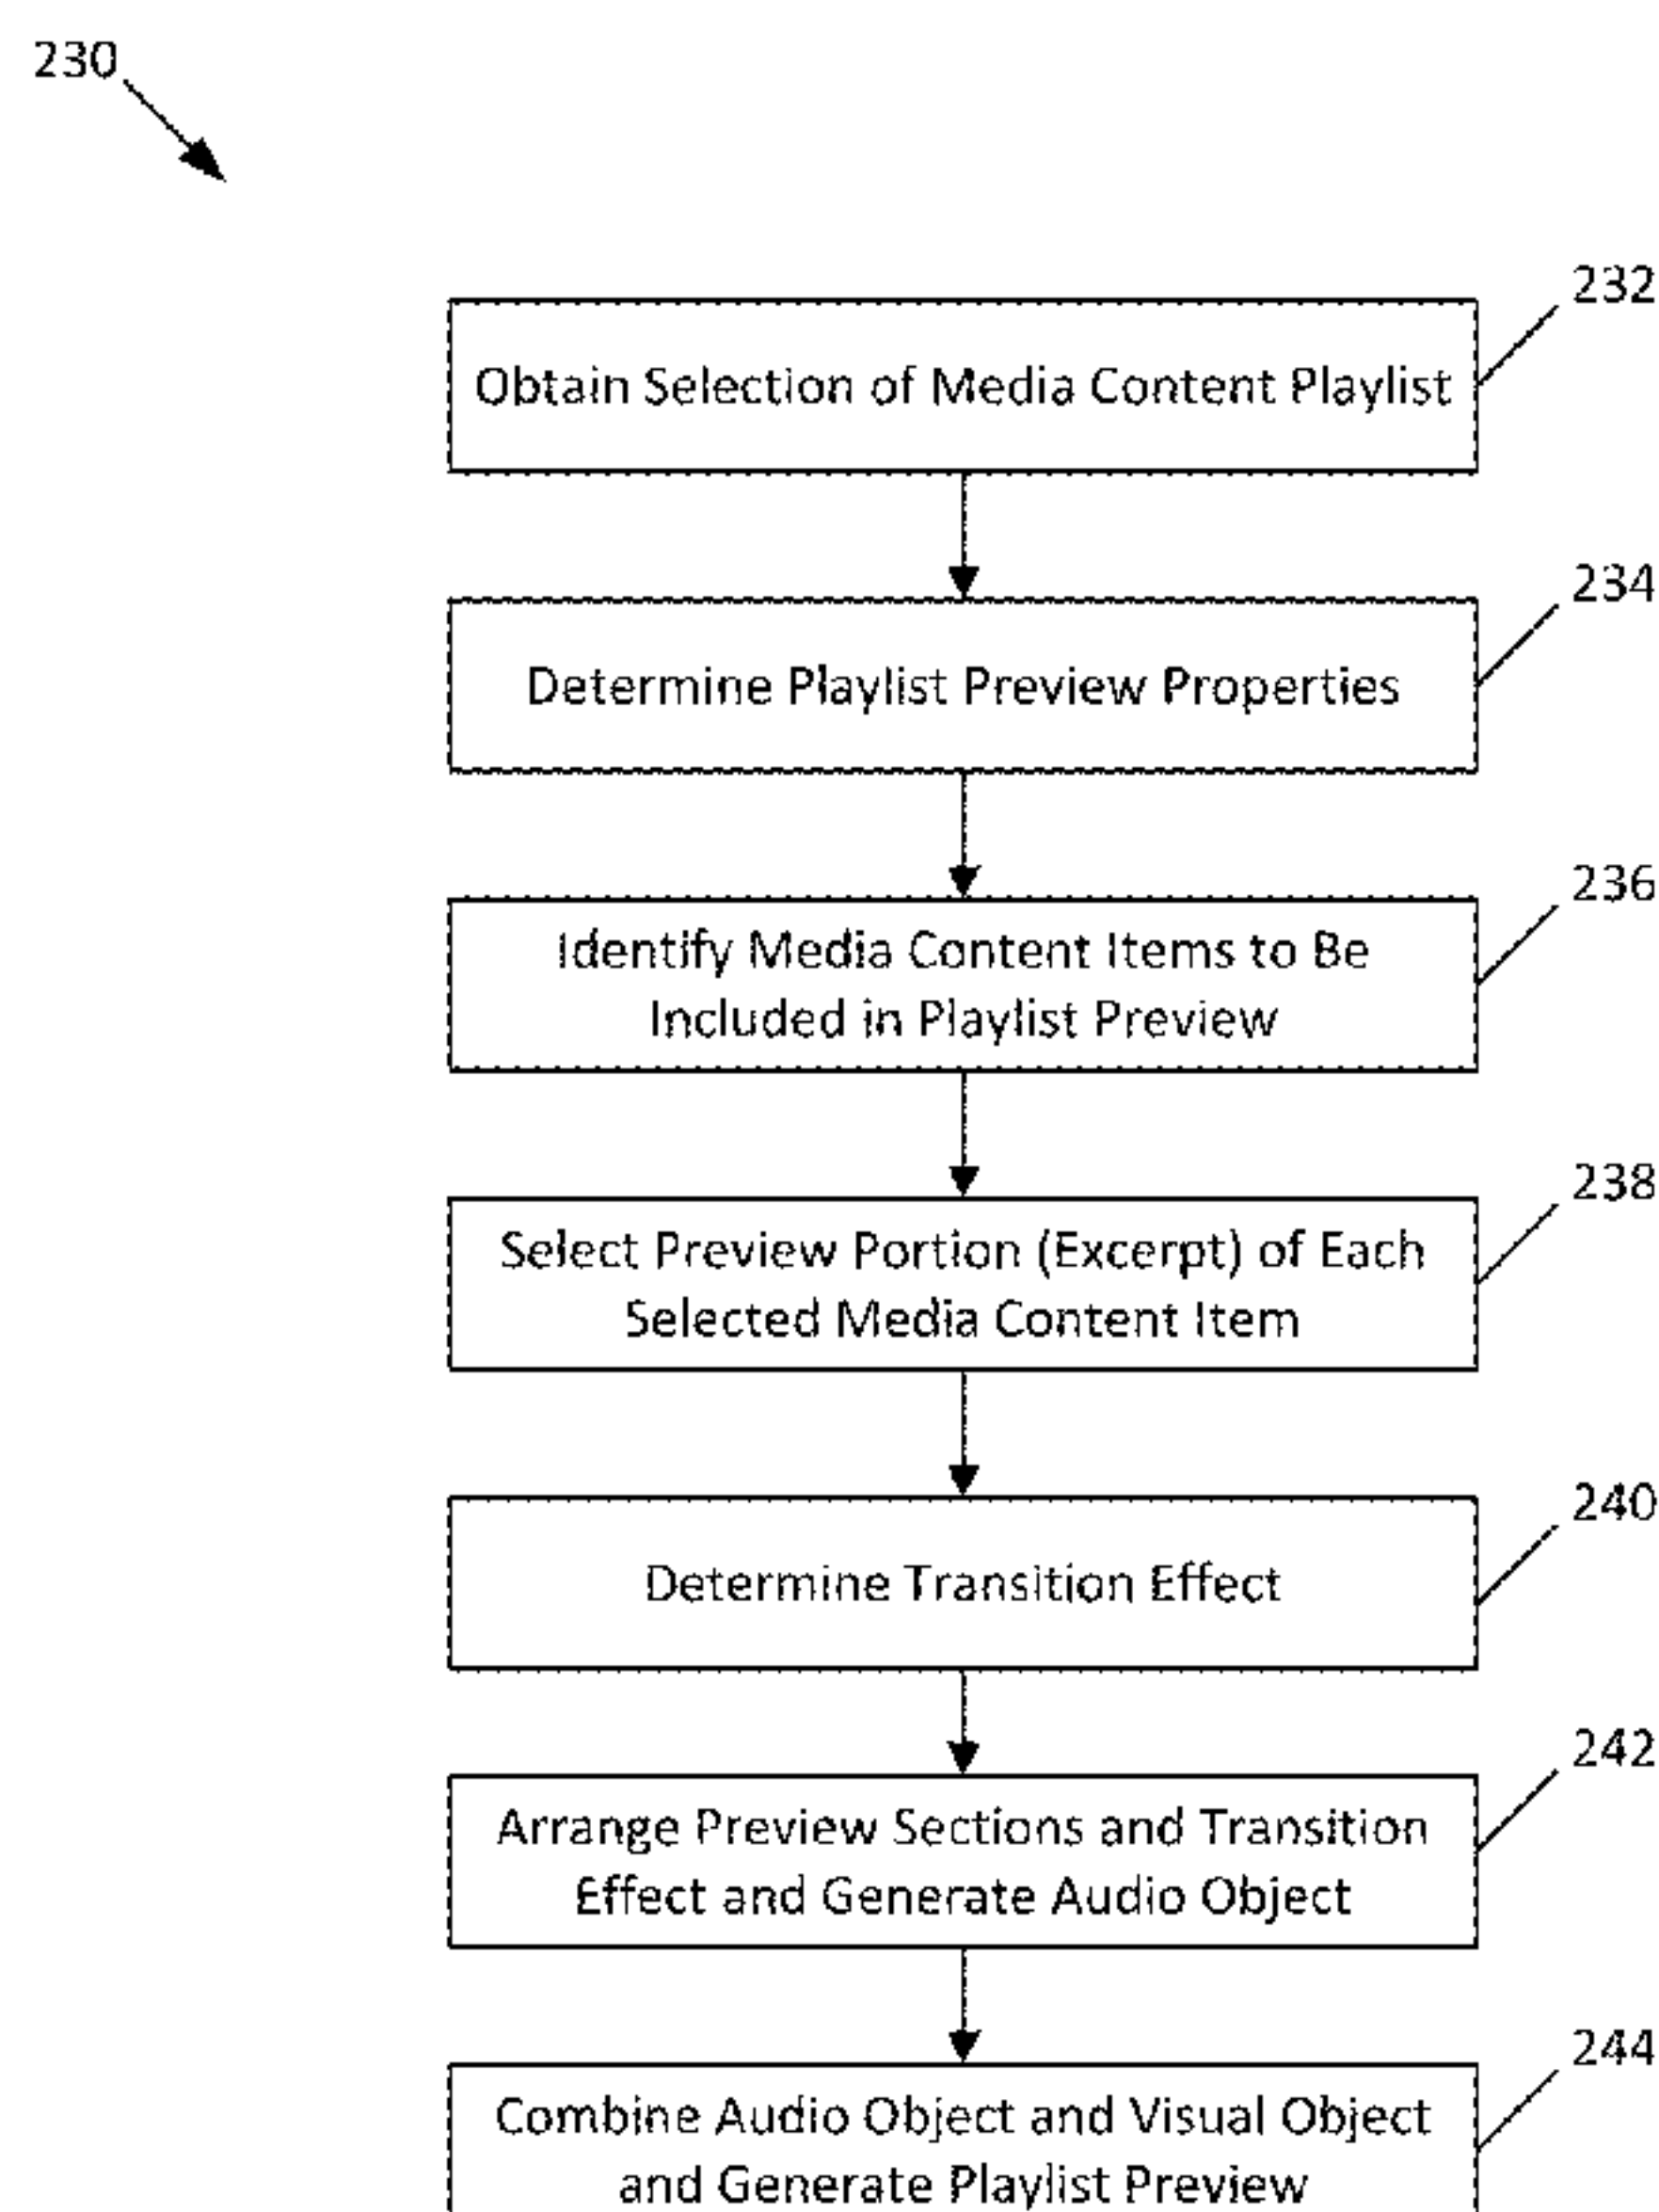 230
232
Obtain Selection of Media Content Playlist
234
Determine Playlist Preview Properties
236
Identify Media Content Items to Be
Included in Playlist Preview
238
Select Preview Portion (Excerpt) of Each
Selected Media Content Item
240
Determine Transition Effect
242
Arrange Preview Sections and Transition
Effect and Generate Audio Object
244
Combine Audio Object and Visual Object
and Generate Playlist Preview